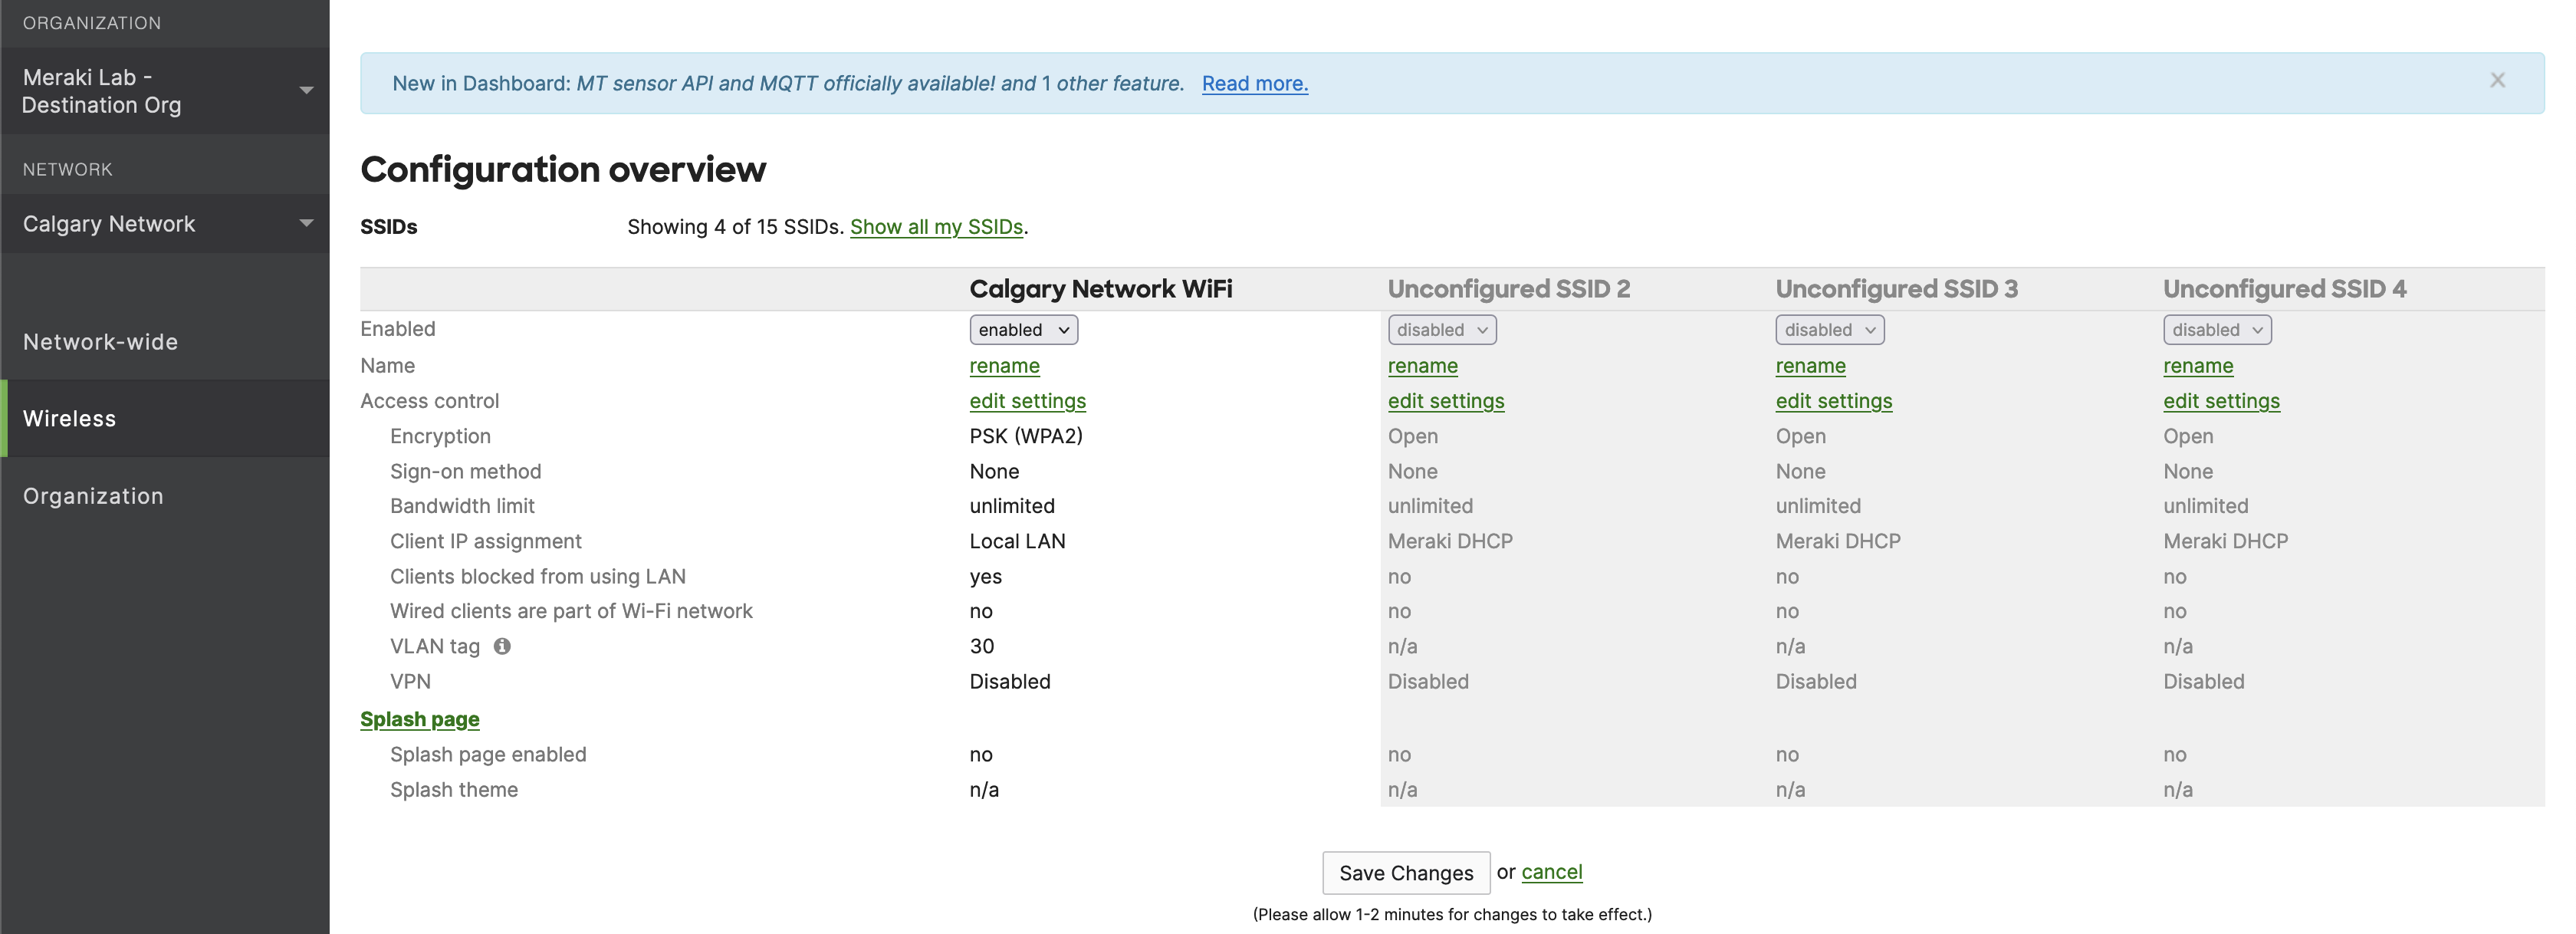 ORGANIZATION
Meraki Lab -
Destination Org
NETWORK
Calgary Network
Network-wide
Wireless
Organization
New in Dashboard: MT sensor API and MQTT officially available! and 1 other feature. Read more.
×
Configuration overview
SSIDs Showing 4 of 15 SSIDs. Show all my SSIDs.
Calgary Network WiFi Unconfigured SSID 2 Unconfigured SSID 3 Unconfigured SSID 4
Enabled enabled disabled disabled disabled
Name rename rename rename rename
Access control edit settings edit settings edit settings edit settings
Encryption PSK (WPA2) Open Open Open
Sign-on method None None None None
Bandwidth limit unlimited unlimited unlimited unlimited
Client IP assignment Local LAN Meraki DHCP Meraki DHCP Meraki DHCP
Clients blocked from using LAN yes no no no
Wired clients are part of Wi-Fi network no no no no
VLAN tag 30 n/a n/a n/a
VPN Disabled Disabled Disabled Disabled
Splash page
Splash page enabled no no no no
Splash theme n/a n/a n/a n/a
Save Changes or cancel
(Please allow 1-2 minutes for changes to take effect.)